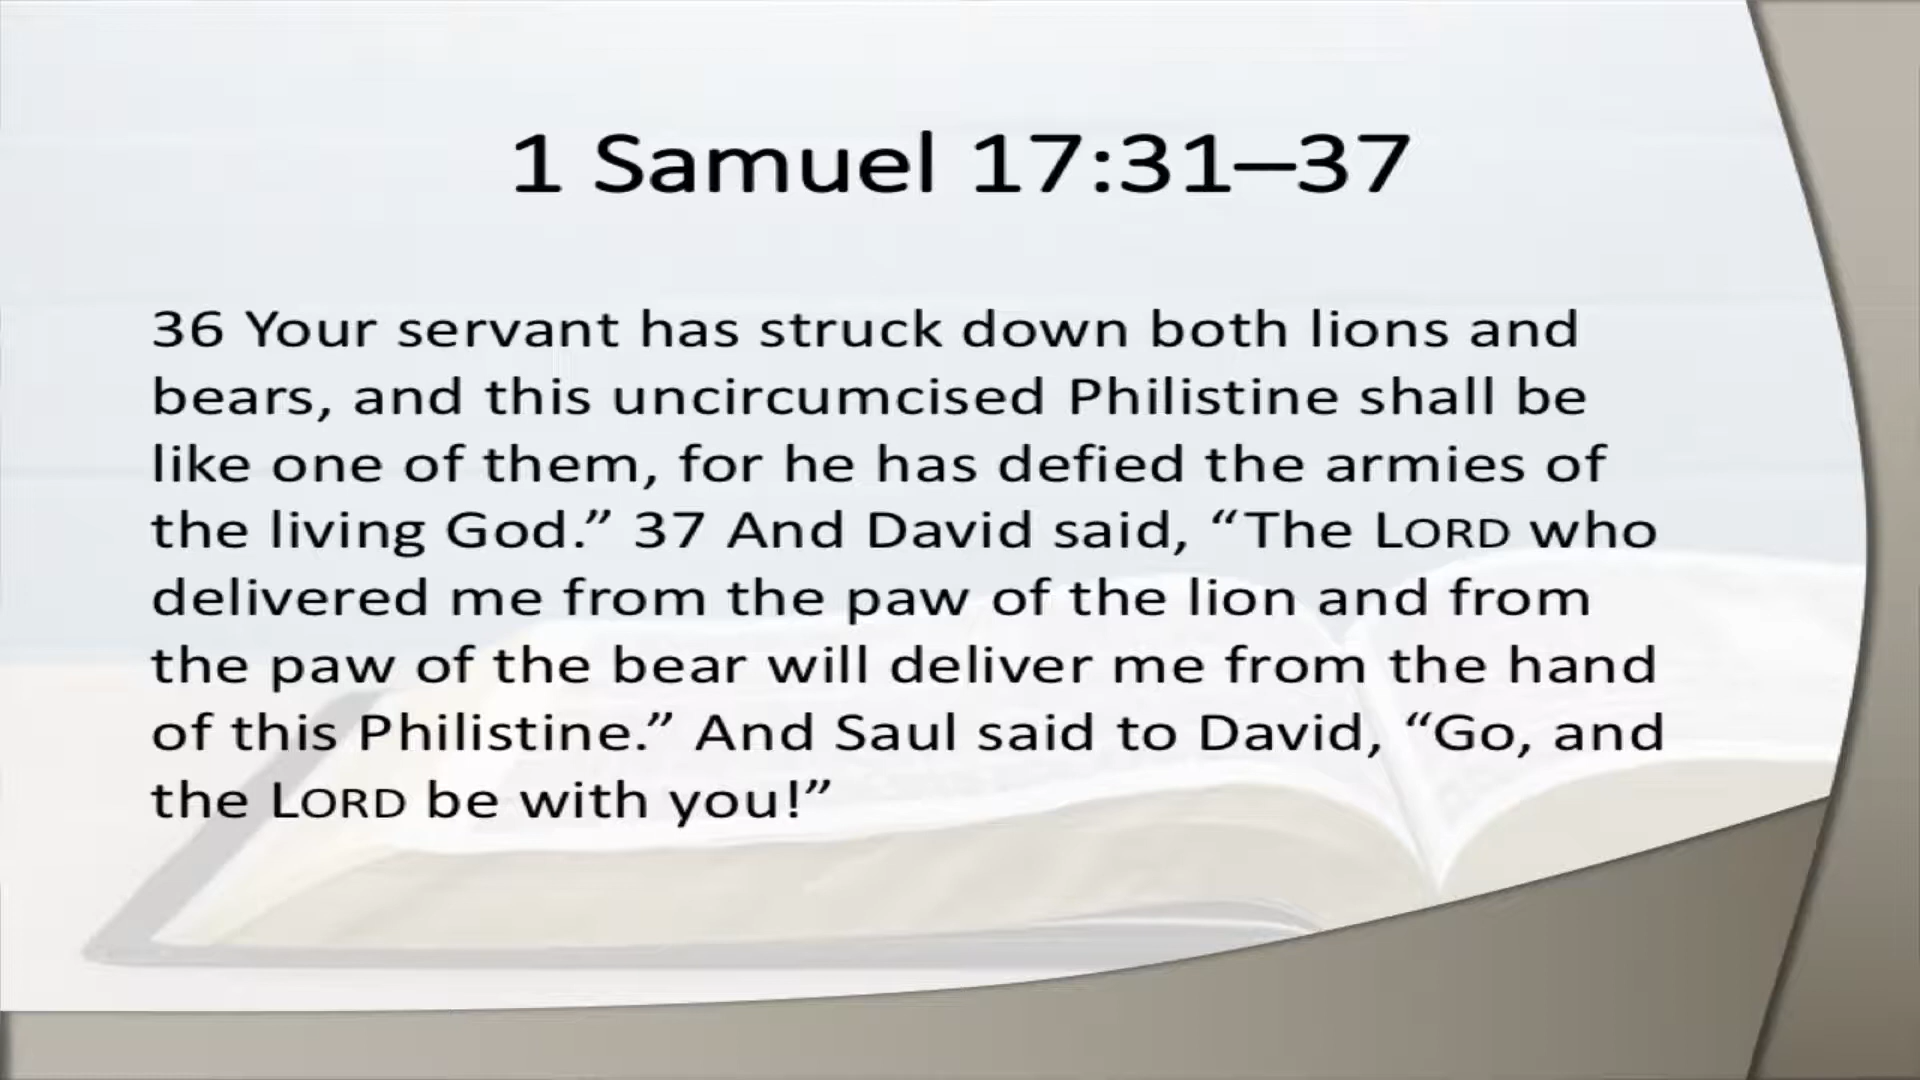 1 Samuel 17:31–37
36 Your servant has struck down both lions and
bears, and this uncircumcised Philistine shall be
like one of them, for he has defied the armies of
the living God.” 37 And David said, “The LORD who
delivered me from the paw of the lion and from
the paw of the bear will deliver me from the hand
of this Philistine.” And Saul said to David, “Go, and
the LORD be with you!”